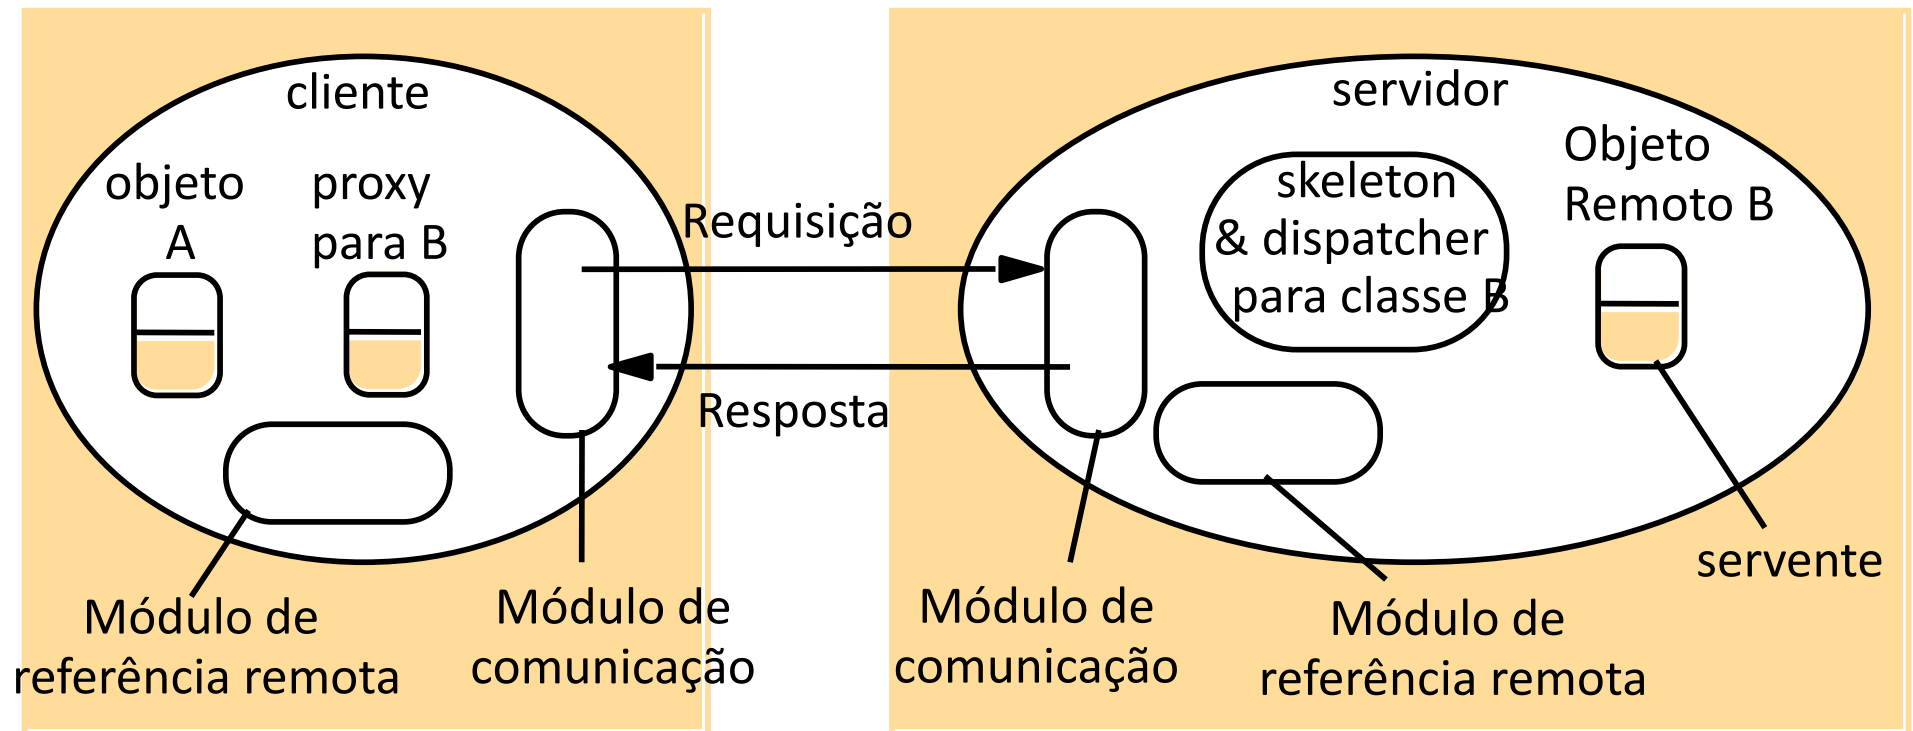 cliente
objeto
A
proxy
para B
Requisição
Resposta
Módulo de
referência remota
Módulo de
comunicação
servidor
skeleton
& dispatcher
para classe B
Objeto
Remoto B
Módulo de
comunicação
Módulo de
referência remota
servente